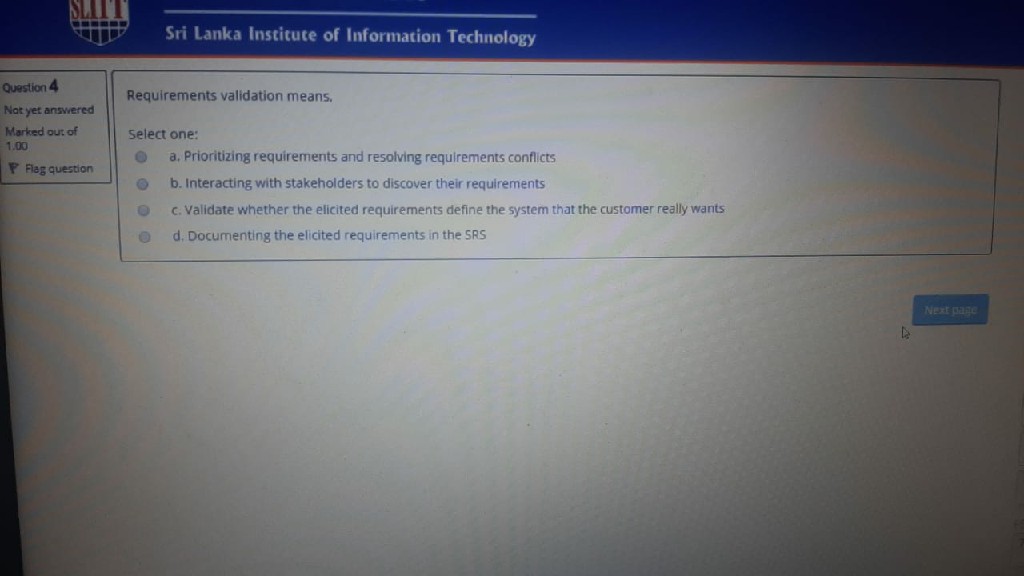 SLIIT
Sri Lanka Institute of Information Technology
Question 4
Not yet answered
Marked out of
1.00
Flag question
Requirements validation means.
Select one:
a. Prioritizing requirements and resolving requirements conflicts
b. Interacting with stakeholders to discover their requirements
c. Validate whether the elicited requirements define the system that the customer really wants
d. Documenting the elicited requirements in the SRS
Next page